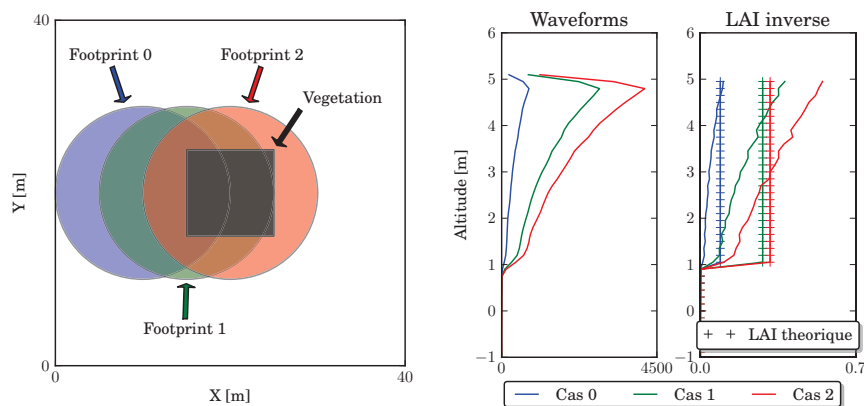 40
Footprint 0
Footprint 2
Vegetation
Y [m]
Footprint 1
0
0
X [m]
40
Waveforms
6
5
4
3
2
1
0
−1
Altitude [m]
0
4500
LAI inverse
6
5
4
3
2
1
0
−1
+ + LAI theorique
0.0
0.7
Cas 0
Cas 1
Cas 2